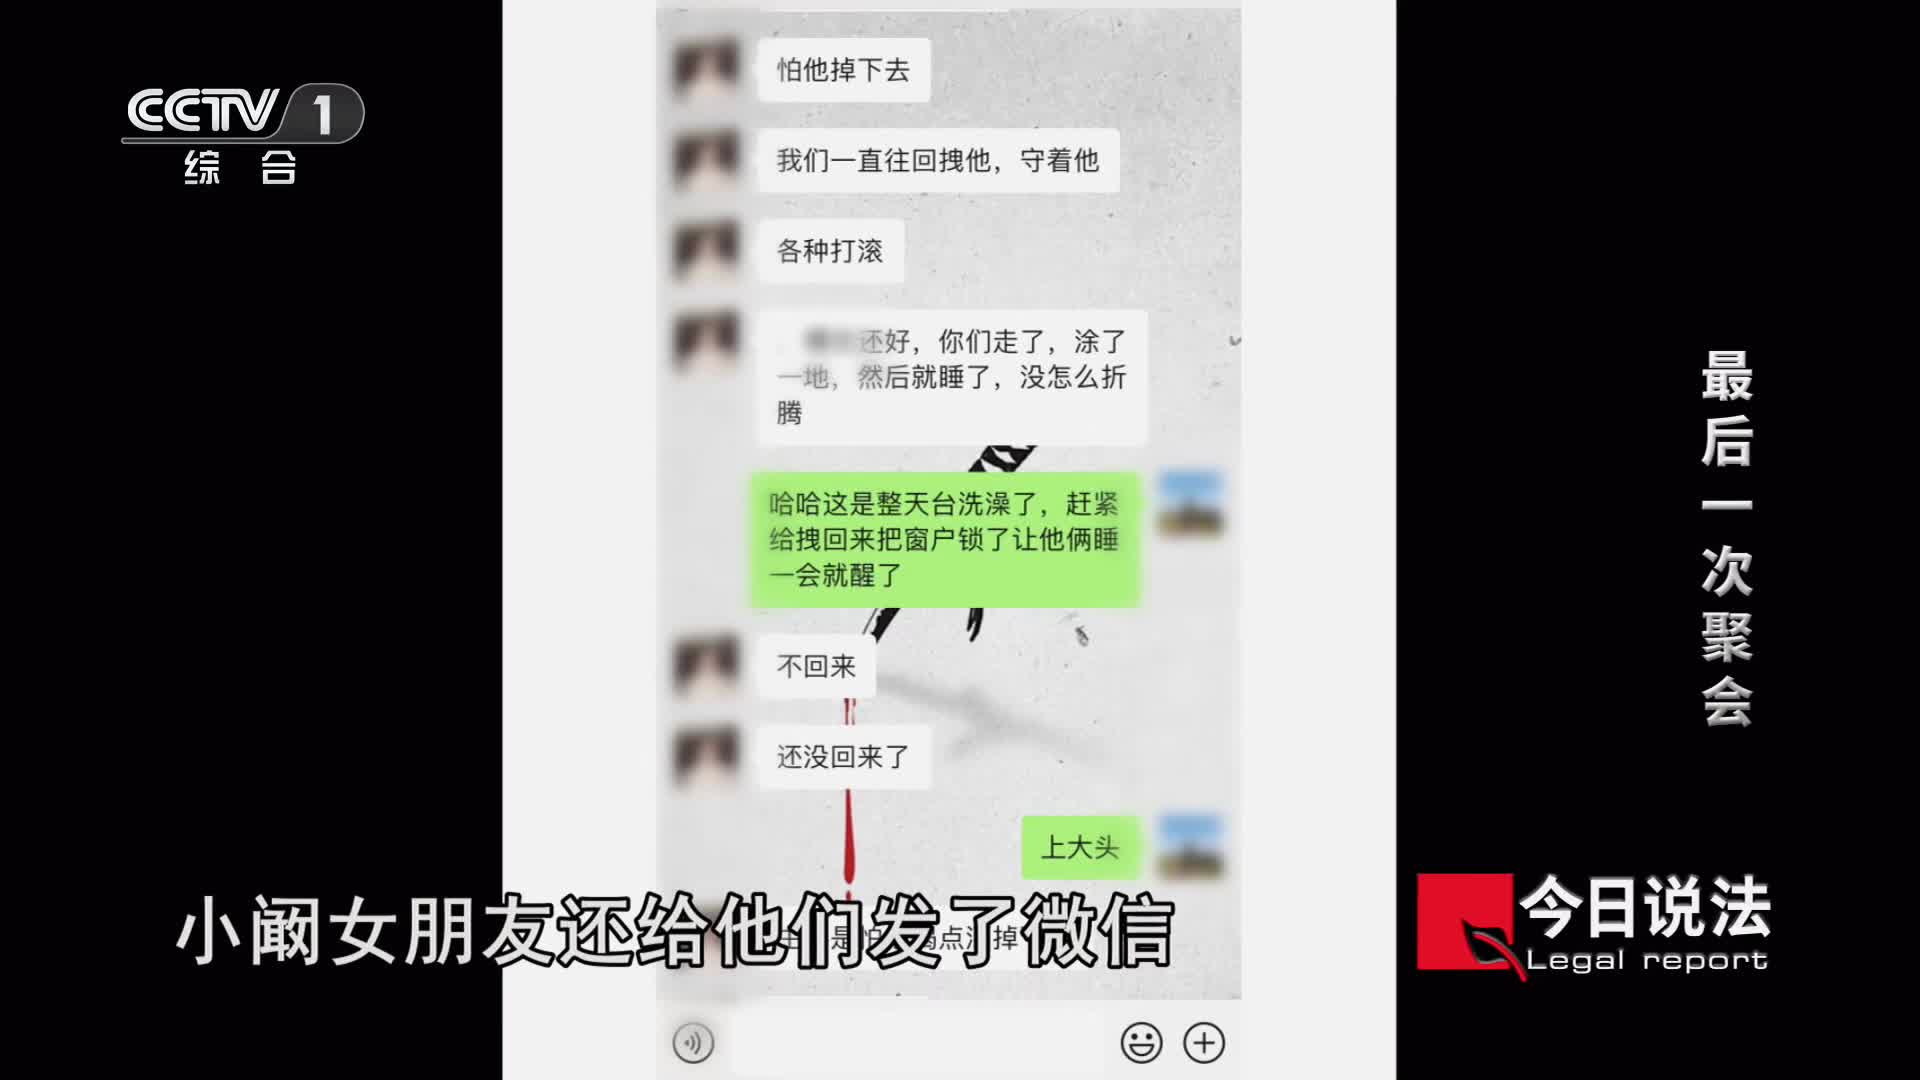 CCTV 1
综合
怕他掉下去
我们一直往回拽他，守着他
各种打滚
还好，你们走了，涂了
一地，然后就睡了，没怎么折
腾
哈哈这是整天台洗澡了，赶紧
给拽回来把窗户锁了让他俩睡
一会就醒了
不回来
还没回来了
上大头
小阚女朋友还给他们发了微信
最后一次聚会
今日说法
Legal report